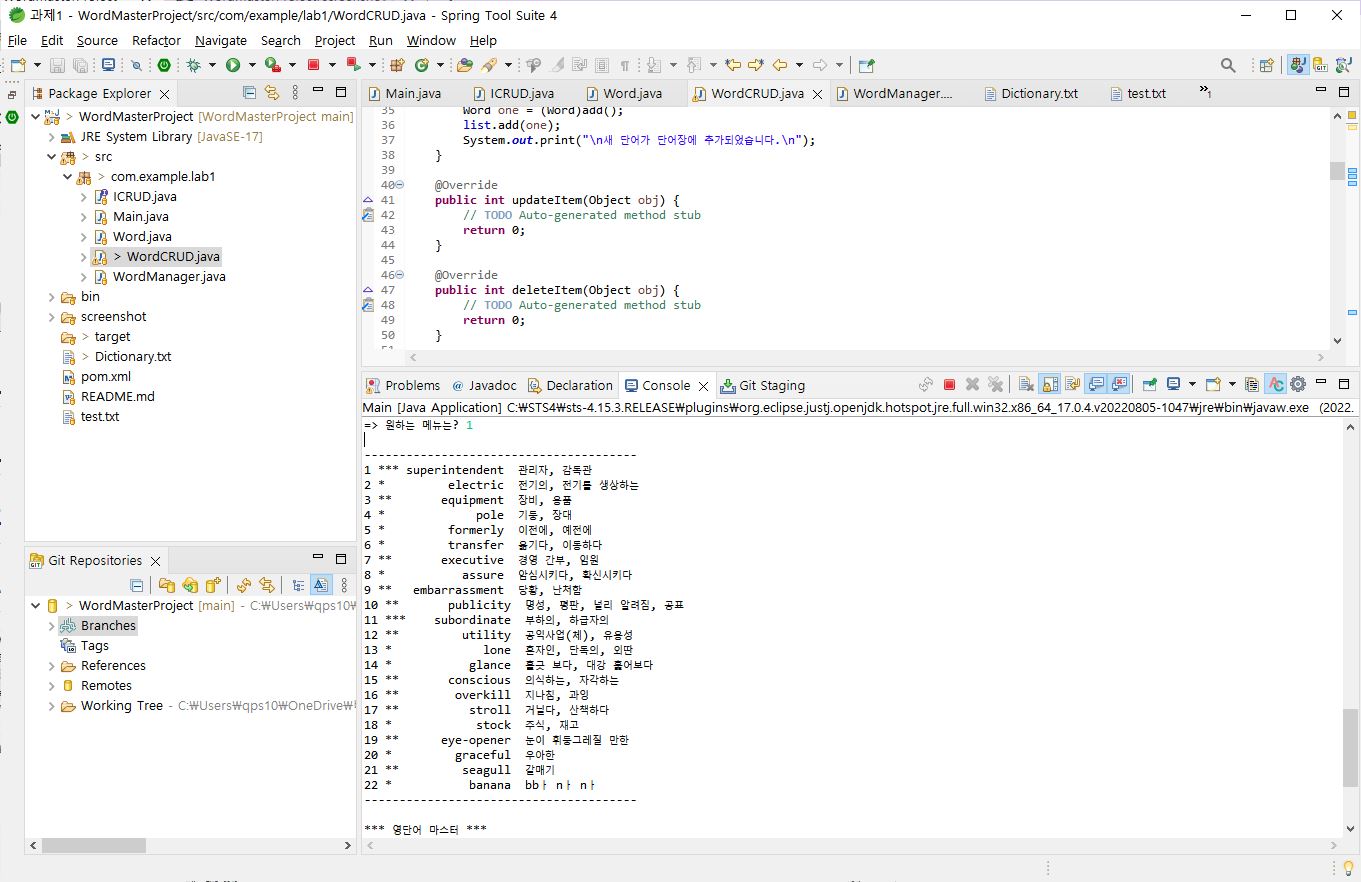 과제1 - WordMasterProject/src/com/example/lab1/WordCRUD.java - Spring Tool Suite 4
File Edit Source Refactor Navigate Search Project Run Window Help
Package Explorer
WordMasterProject [WordMasterProject main]
JRE System Library [JavaSE-17]
> src
> com.example.lab1
ICRUD.java
Main.java
Word.java
> WordCRUD.java
WordManager.java
bin
screenshot
> target
> Dictionary.txt
pom.xml
README.md
test.txt
Git Repositories
> WordMasterProject [main] - C:₩Users₩qps10₩
Branches
Tags
References
Remotes
Working Tree - C:₩Users₩qps10₩OneDrive₩
Main.java ICRUD.java Word.java WordCRUD.java WordManager.... Dictionary.txt test.txt »1
35 Word one = (Word)add();
36 list.add(one);
37 System.out.print("\n새 단어가 단어장에 추가되었습니다.\n");
38 }
39
40 @Override
41 public int updateItem(Object obj) {
42 // TODO Auto-generated method stub
43 return 0;
44 }
45
46 @Override
47 public int deleteItem(Object obj) {
48 // TODO Auto-generated method stub
49 return 0;
50 }
51
Problems @ Javadoc Declaration Console Git Staging
Main [Java Application] C:₩STS4₩sts-4.15.3.RELEASE₩plugins₩org.eclipse.justj.openjdk.hotspot.jre.full.win32.x86_64_17.0.4.v20220805-1047₩jre₩bin₩javaw.exe (2022.
=> 원하는 메뉴는? 1
---------------------------------------
1 *** superintendent 관리자, 감독관
2 * electric 전기의, 전기를 생상하는
3 ** equipment 장비, 용품
4 * pole 기둥, 장대
5 * formerly 이전에, 예전에
6 * transfer 옮기다, 이동하다
7 ** executive 경영 간부, 임원
8 * assure 암심시키다, 확신시키다
9 ** embarrassment 당황, 난처함
10 ** publicity 명성, 평판, 널리 알려짐, 공표
11 *** subordinate 부하의, 하급자의
12 ** utility 공익사업(체), 유용성
13 * lone 혼자인, 단독의, 외딴
14 * glance 흘긋 보다, 대강 훑어보다
15 ** conscious 의식하는, 자각하는
16 ** overkill 지나침, 과잉
17 ** stroll 거닐다, 산책하다
18 * stock 주식, 재고
19 ** eye-opener 눈이 휘둥그레질 만한
20 * graceful 우아한
21 ** seagull 갈매기
22 * banana bbㅏ nㅏ nㅏ
---------------------------------------
*** 영단어 마스터 ***